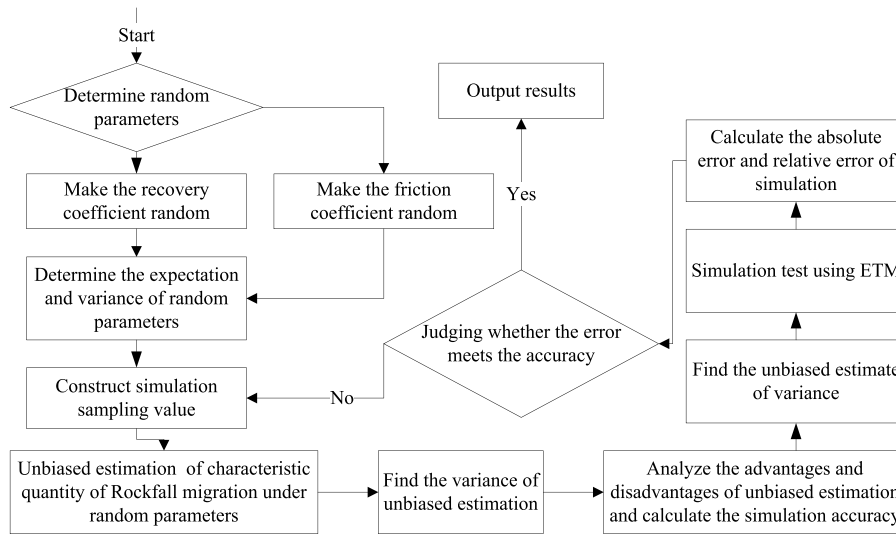 Start
Determine random
parameters
Make the recovery
coefficient random
Make the friction
coefficient random
Determine the expectation
and variance of random
parameters
Construct simulation
sampling value
Unbiased estimation of characteristic
quantity of Rockfall migration under
random parameters
Find the variance of
unbiased estimation
Analyze the advantages and
disadvantages of unbiased estimation
and calculate the simulation accuracy
Find the unbiased estimate
of variance
Simulation test using ETM
Calculate the absolute
error and relative error of
simulation
Judging whether the error
meets the accuracy
Yes
No
Output results